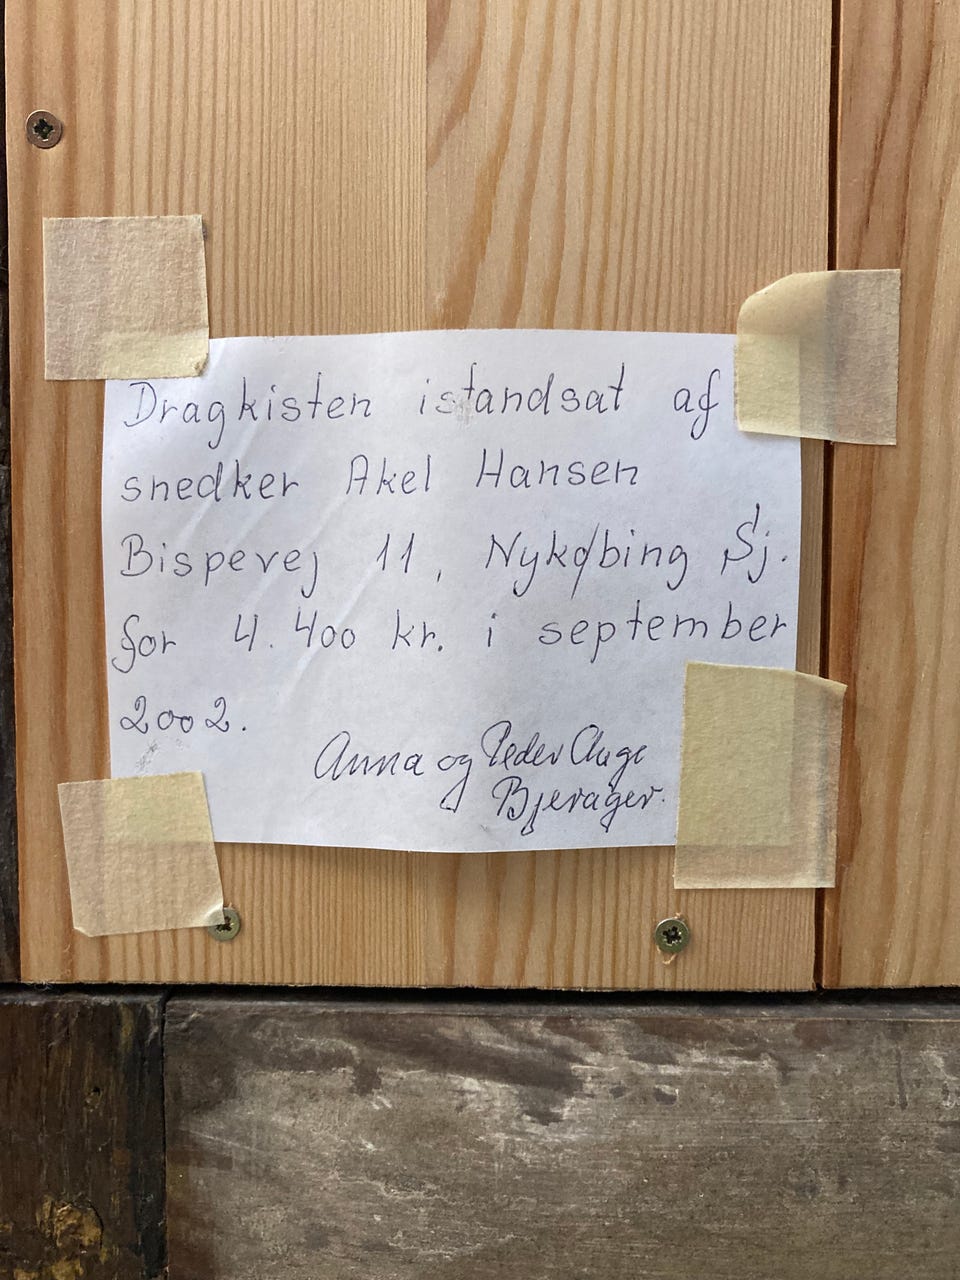 Dragkisten istandsat af
snedker Akel Hansen
Bispevej 11, Nykøbing Sj.
for 4.400 kr. i september
2002.
Anna og Peder Auge
Bjerager.